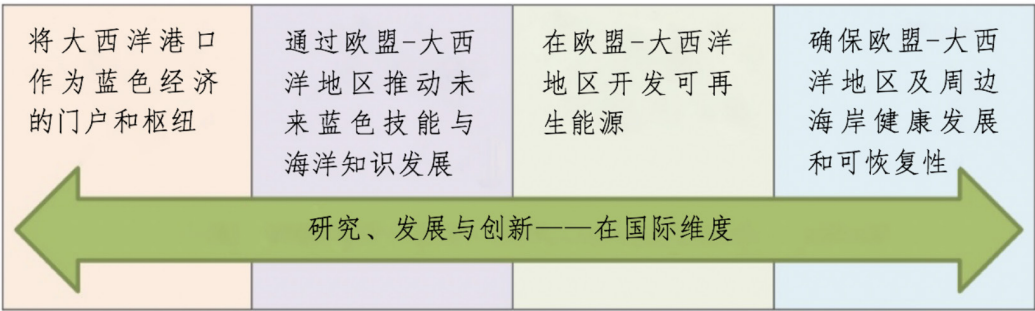 将大西洋港口
作为蓝色经济
的门户和枢纽
通过欧盟-大西
洋地区推动未
来蓝色技能与
海洋知识发展
在欧盟-大西洋
地区开发可再
生能源
确保欧盟-大西
洋地区及周边
海岸健康发展
和可恢复性
研究、发展与创新——在国际维度